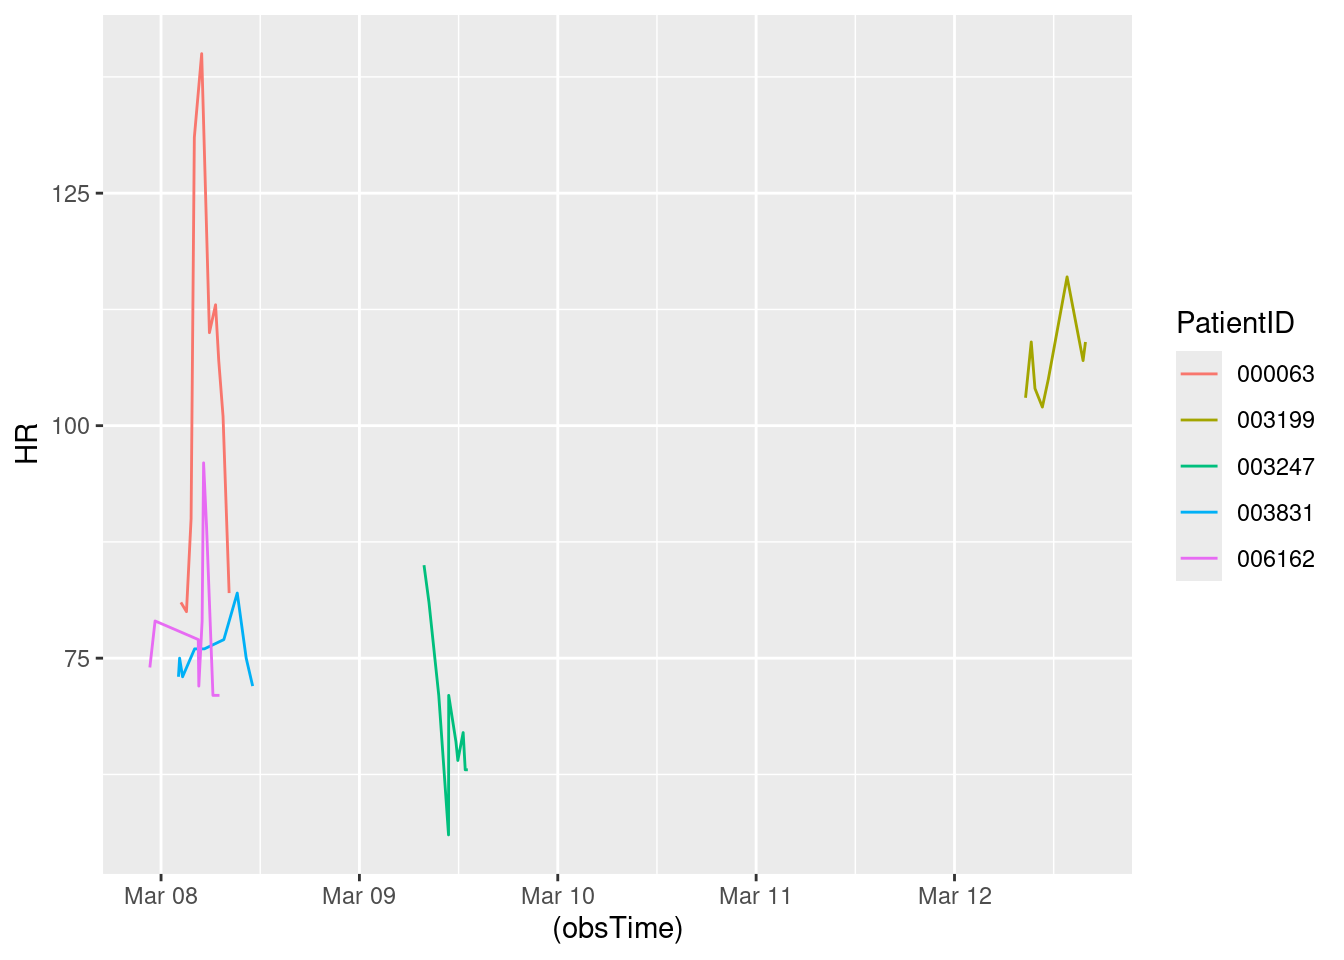 125
100
75
HR
Mar 08
Mar 09
Mar 10
Mar 11
Mar 12
(obsTime)
PatientID
000063
003199
003247
003831
006162